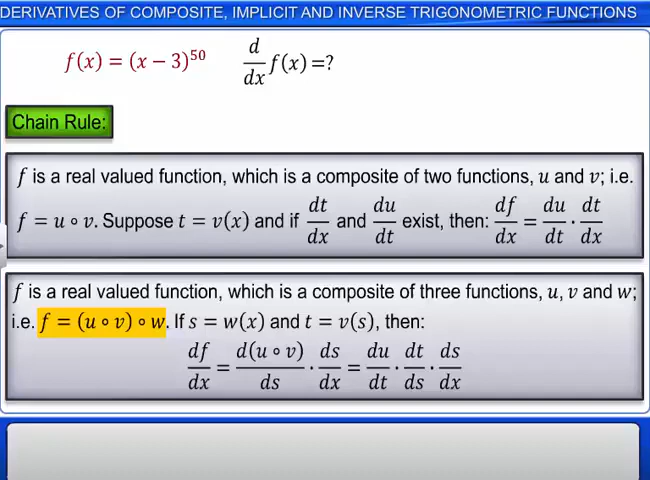 DERIVATIVES OF COMPOSITE, IMPLICIT AND INVERSE TRIGONOMETRIC FUNCTIONS
f(x) = (x − 3)^50    d/dx f(x) =?
Chain Rule:
f is a real valued function, which is a composite of two functions, u and v; i.e.
f = u ∘ v. Suppose t = v(x) and if dt/dx and du/dt exist, then: df/dx = du/dt · dt/dx
f is a real valued function, which is a composite of three functions, u, v and w;
i.e. f = (u ∘ v) ∘ w. If s = w(x) and t = v(s), then:
df/dx = d(u ∘ v)/ds · ds/dx = du/dt · dt/ds · ds/dx